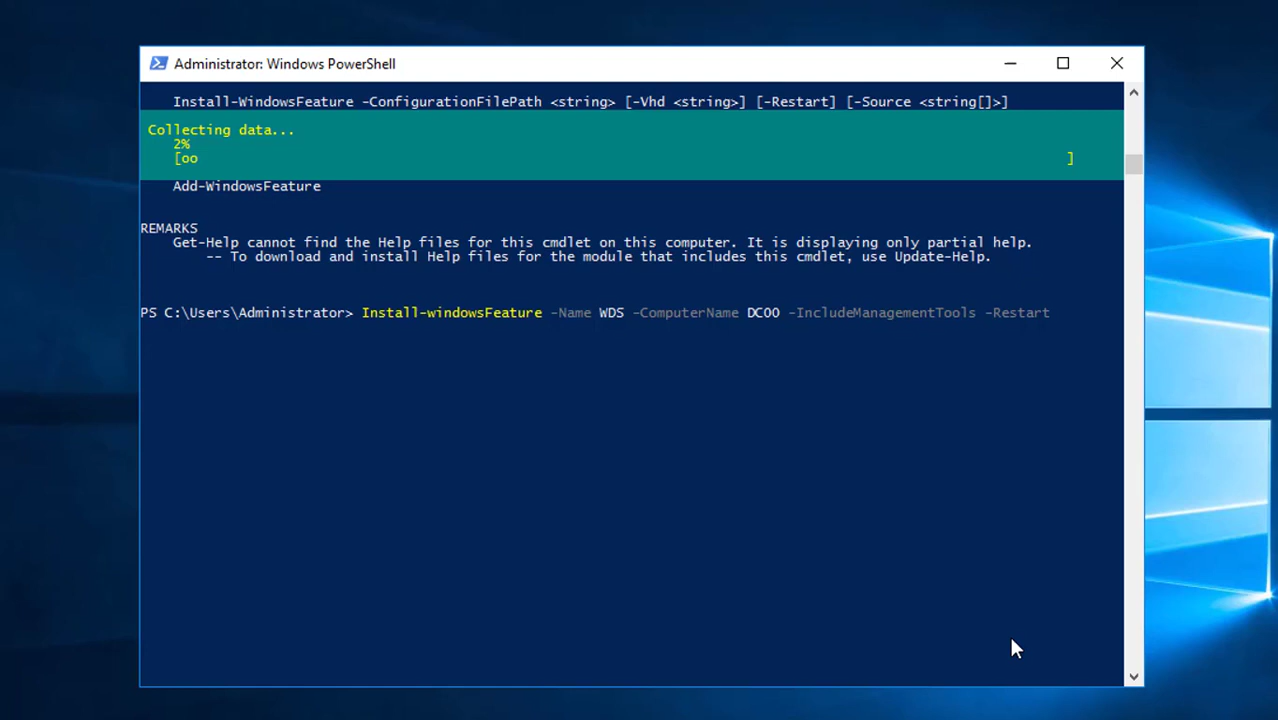 Administrator: Windows PowerShell
Install-WindowsFeature -ConfigurationFilePath <string> [-Vhd <string>] [-Restart] [-Source <string[]>]
Collecting data...
2%
[oo ]
Add-WindowsFeature
REMARKS
Get-Help cannot find the Help files for this cmdlet on this computer. It is displaying only partial help.
-- To download and install Help files for the module that includes this cmdlet, use Update-Help.
PS C:\Users\Administrator> Install-windowsFeature -Name WDS -ComputerName DC00 -IncludeManagementTools -Restart